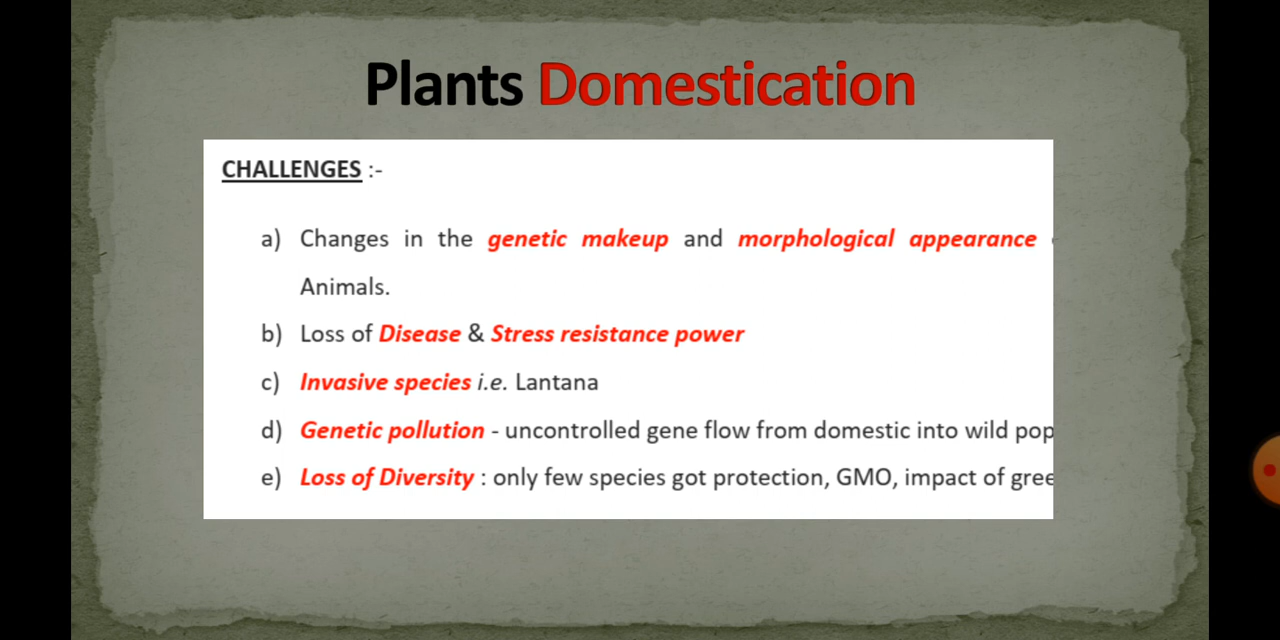 Plants Domestication
CHALLENGES :-
a) Changes in the genetic makeup and morphological appearance
Animals.
b) Loss of Disease & Stress resistance power
c) Invasive species i.e. Lantana
d) Genetic pollution - uncontrolled gene flow from domestic into wild
e) Loss of Diversity : only few species got protection, GMO, impact of